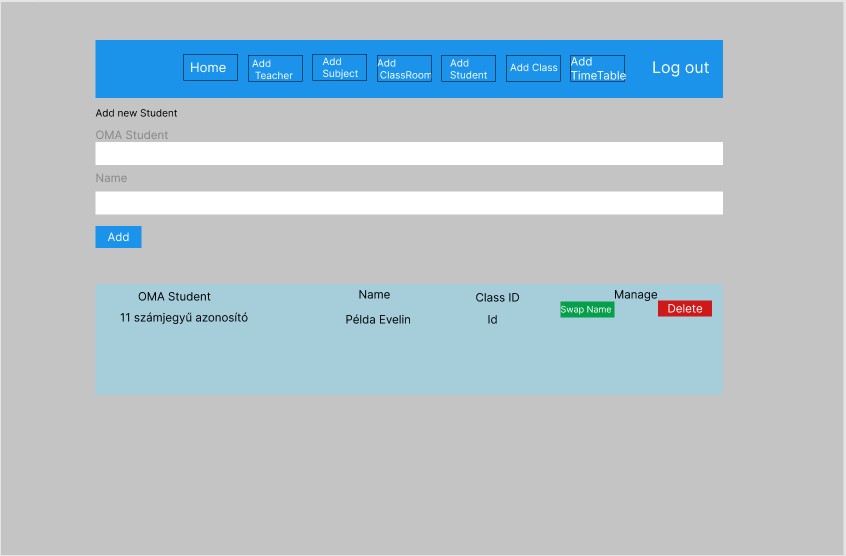 Home
Add
Teacher
Add
Subject
Add
ClassRoom
Add
Student
Add Class
Add
TimeTable
Log out
Add new Student
OMA Student
Name
Add
OMA Student Name Class ID Manage
11 számjegyű azonosító Példa Evelin Id Swap Name Delete